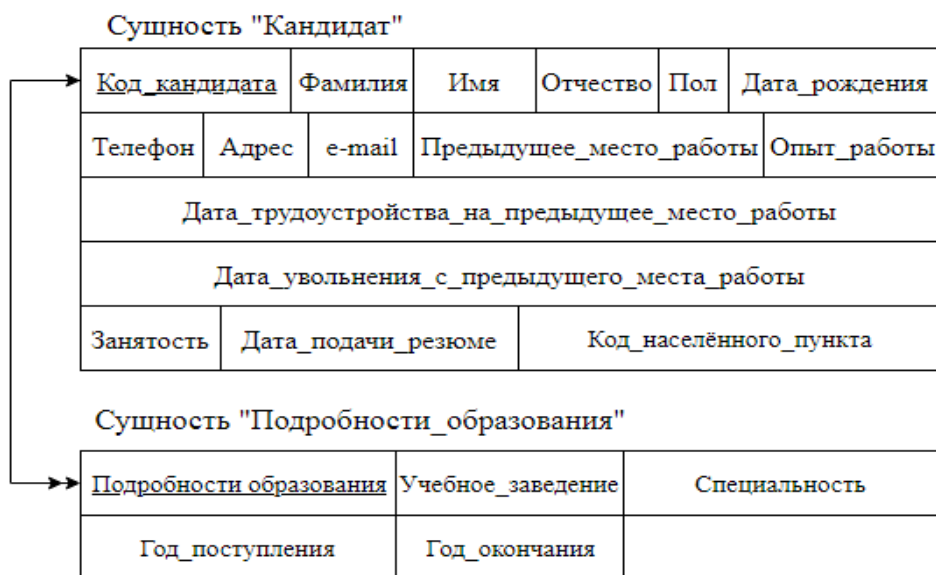 Сущность "Кандидат"
Код_кандидата Фамилия Имя Отчество Пол Дата_рождения
Телефон Адрес e-mail Предыдущее_место_работы Опыт_работы
Дата_трудоустройства_на_предыдущее_место_работы
Дата_увольнения_с_предыдущего_места_работы
Занятость Дата_подачи_резюме Код_населённого_пункта
Сущность "Подробности_образования"
Подробности образования Учебное_заведение Специальность
Год_поступления Год_окончания